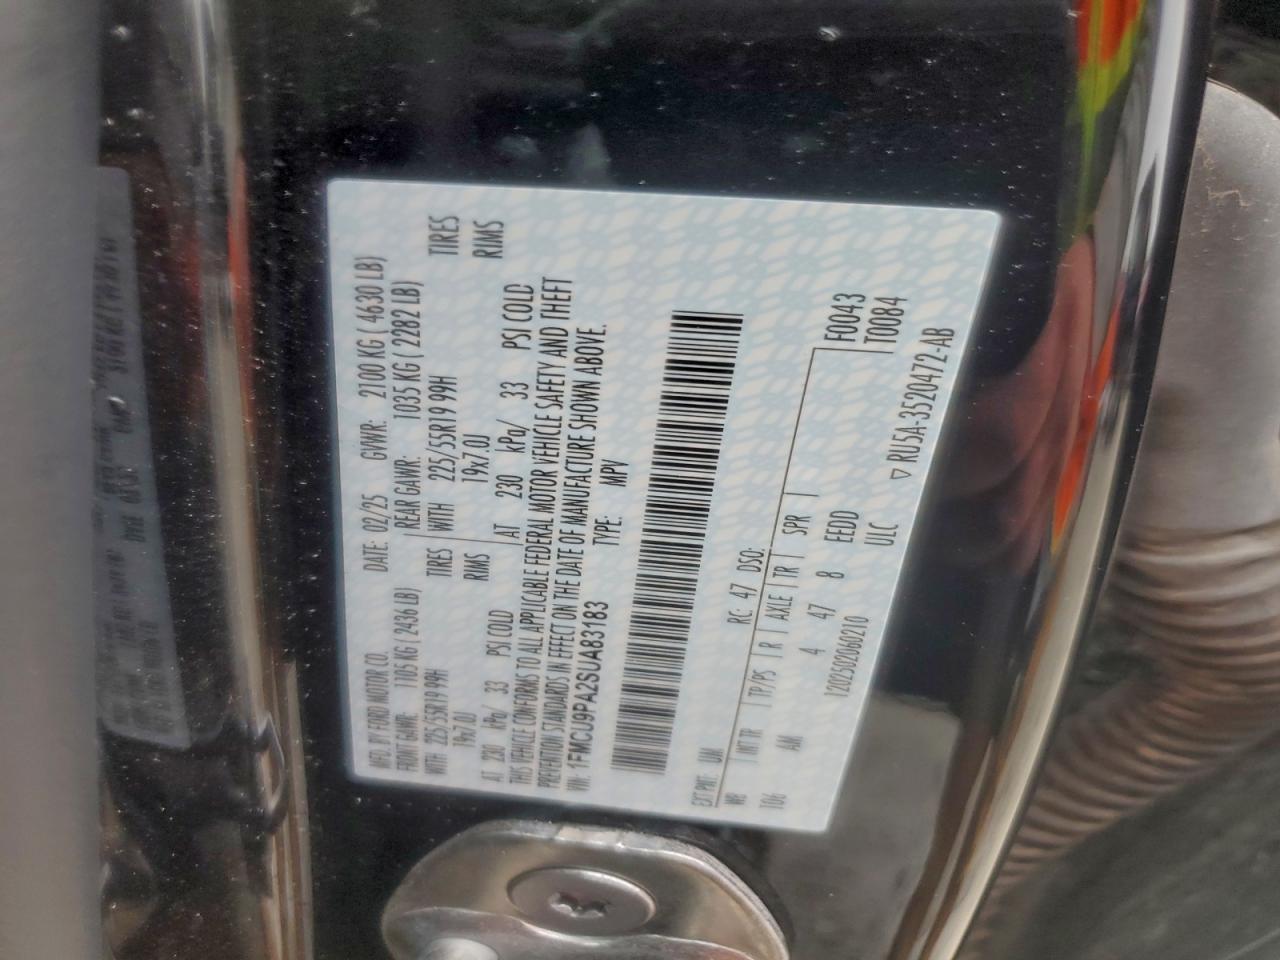 MFD. BY FORD MOTOR CO. DATE: 02/25 GVWR: 2100 KG ( 4630 LB)
FRONT GAWR: 1105 KG ( 2436 LB) REAR GAWR: 1035 KG ( 2282 LB)
WITH 225/55R19 99H TIRES WITH 225/55R19 99H TIRES
19x7.0J RIMS 19x7.0J RIMS
AT 230 kPa/ 33 PSI COLD AT 230 kPa/ 33 PSI COLD
THIS VEHICLE CONFORMS TO ALL APPLICABLE FEDERAL MOTOR VEHICLE SAFETY AND THEFT
PREVENTION STANDARDS IN EFFECT ON THE DATE OF MANUFACTURE SHOWN ABOVE.
VIN: 1FMCU9PA2SUA83183 TYPE: MPV
EXT PNT: UM RC: 47 DSO:
WB INTTR TP/PS R AXLE TR SPR F0043
106 AM 4 47 8 EEDD T0084
1202502060210 ULC ▽ RU5A-3520472-AB